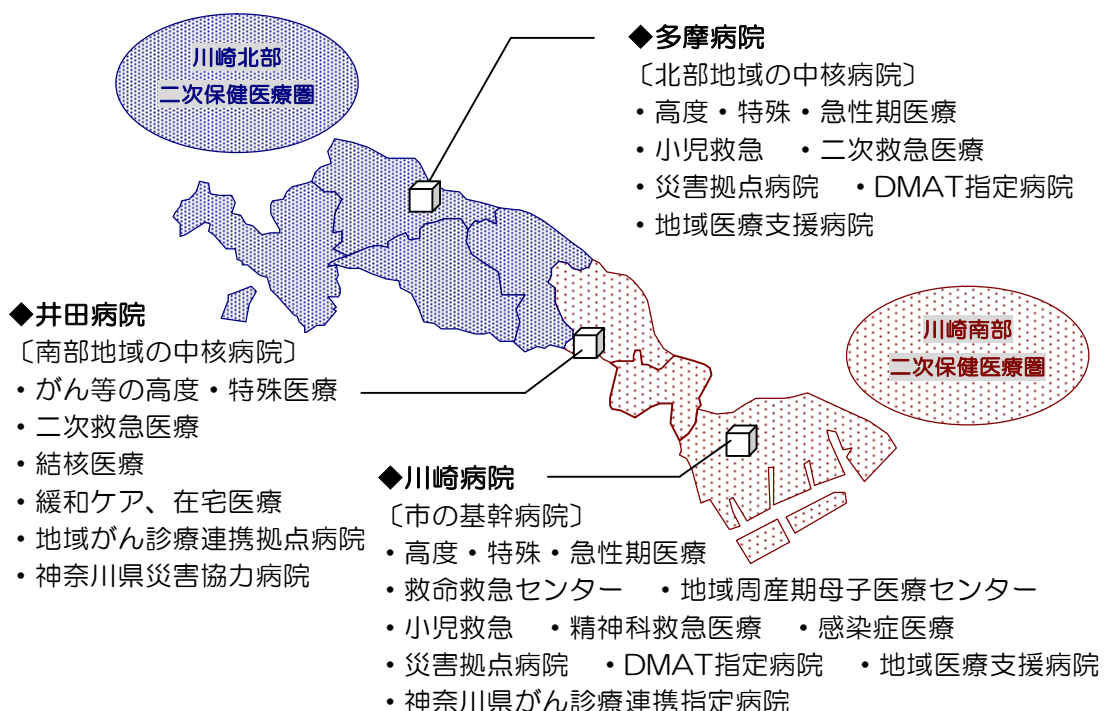 川崎北部
二次保健医療圏
◆多摩病院
〔北部地域の中核病院〕
・高度・特殊・急性期医療
・小児救急 ・二次救急医療
・災害拠点病院 ・DMAT指定病院
・地域医療支援病院
◆井田病院
〔南部地域の中核病院〕
・がん等の高度・特殊医療
・二次救急医療
・結核医療
・緩和ケア、在宅医療
・地域がん診療連携拠点病院
・神奈川県災害協力病院
川崎南部
二次保健医療圏
◆川崎病院
〔市の基幹病院〕
・高度・特殊・急性期医療
・救命救急センター ・地域周産期母子医療センター
・小児救急 ・精神科救急医療 ・感染症医療
・災害拠点病院 ・DMAT指定病院 ・地域医療支援病院
・神奈川県がん診療連携指定病院